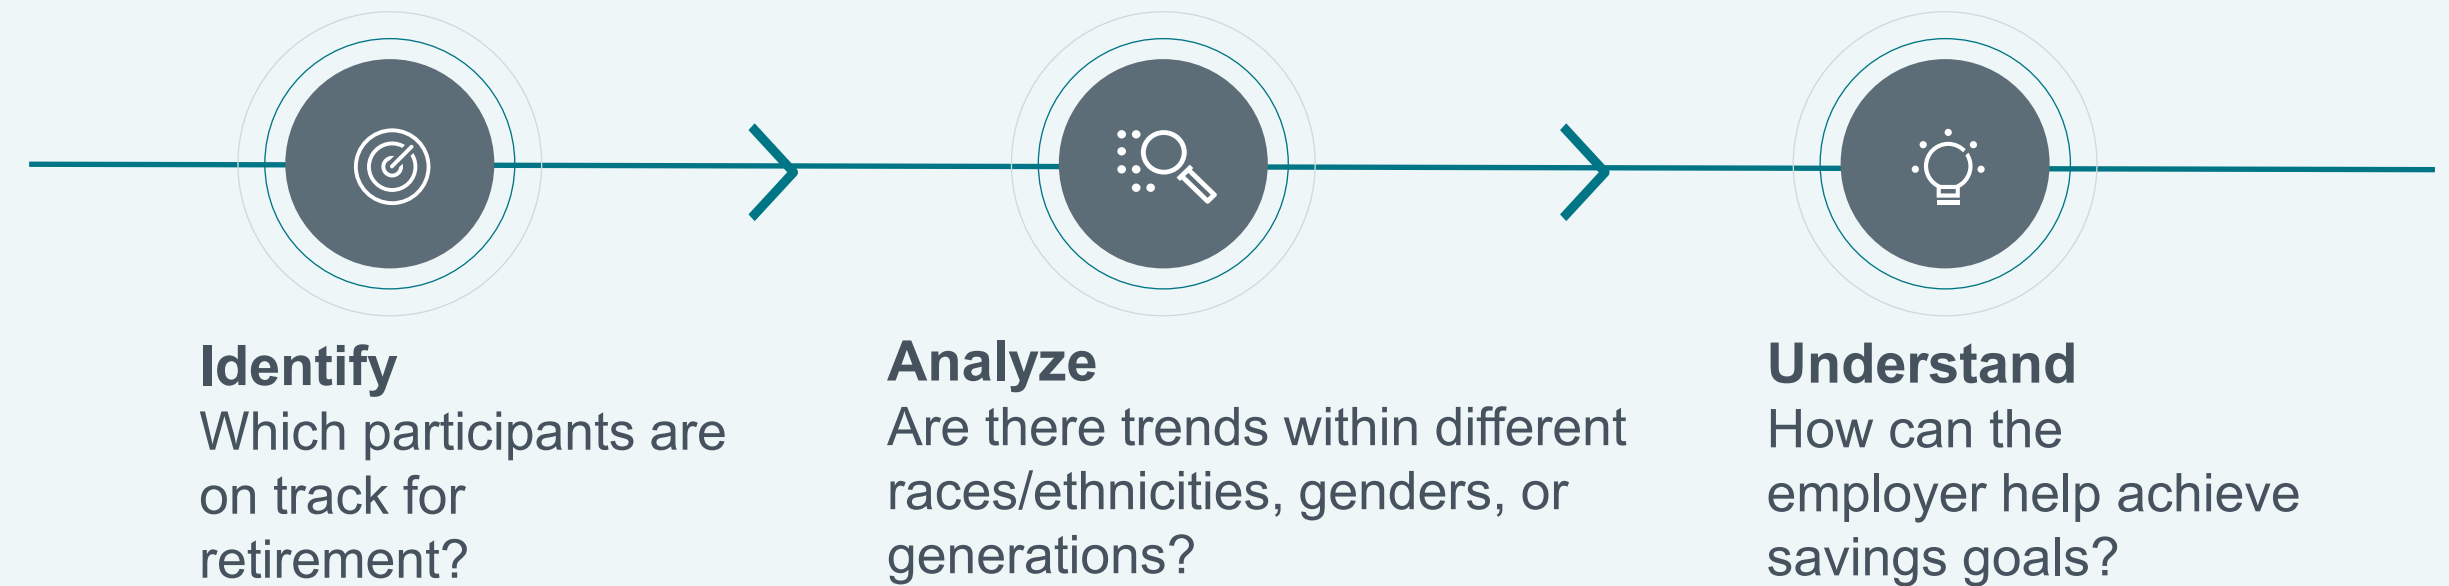 Identify
Which participants are
on track for
retirement?
Analyze
Are there trends within different
races/ethnicities, genders, or
generations?
Understand
How can the
employer help achieve
savings goals?